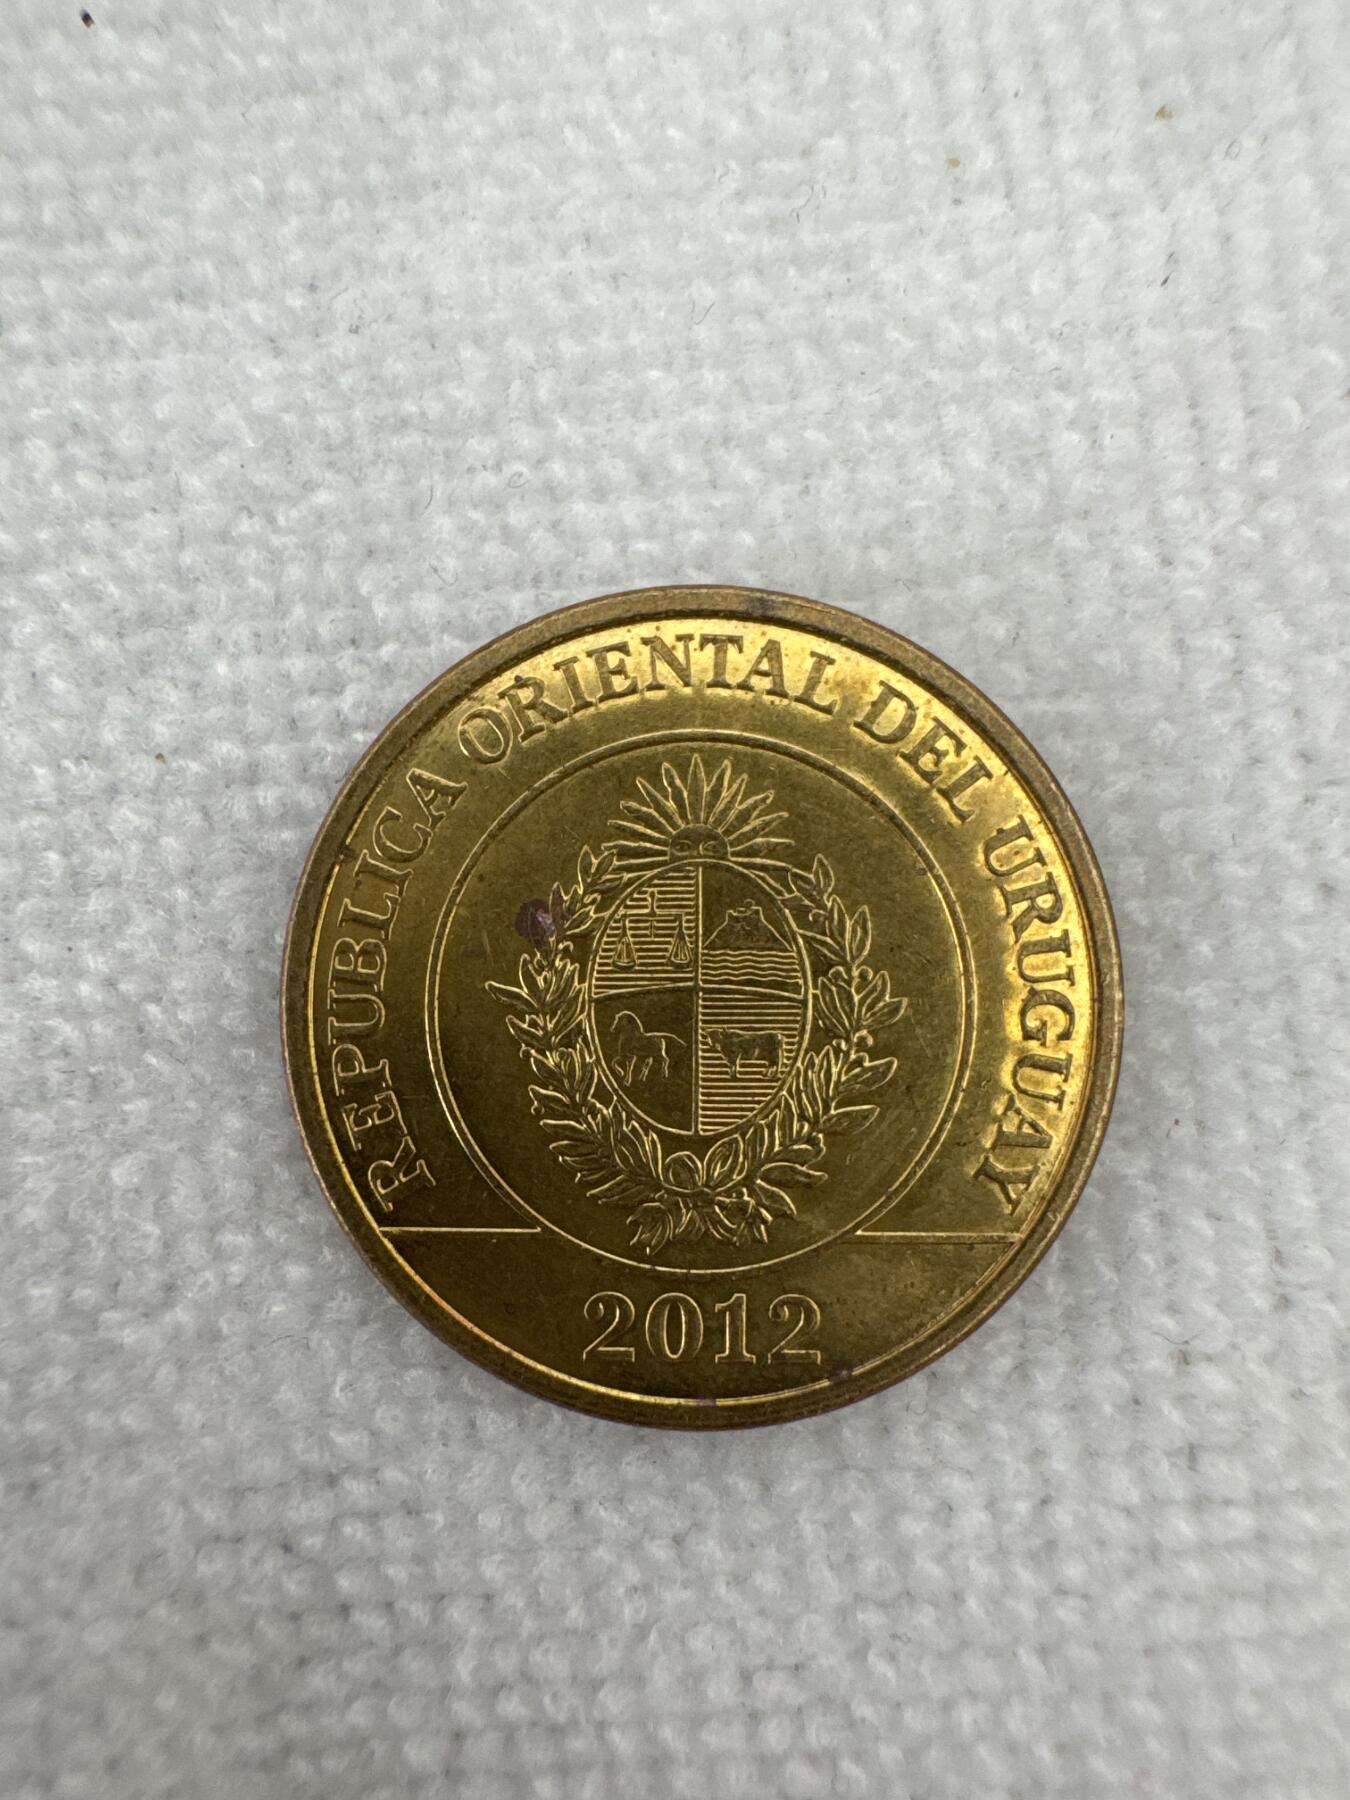 REPUBLICA ORIENTAL DEL URUGUAY
2012